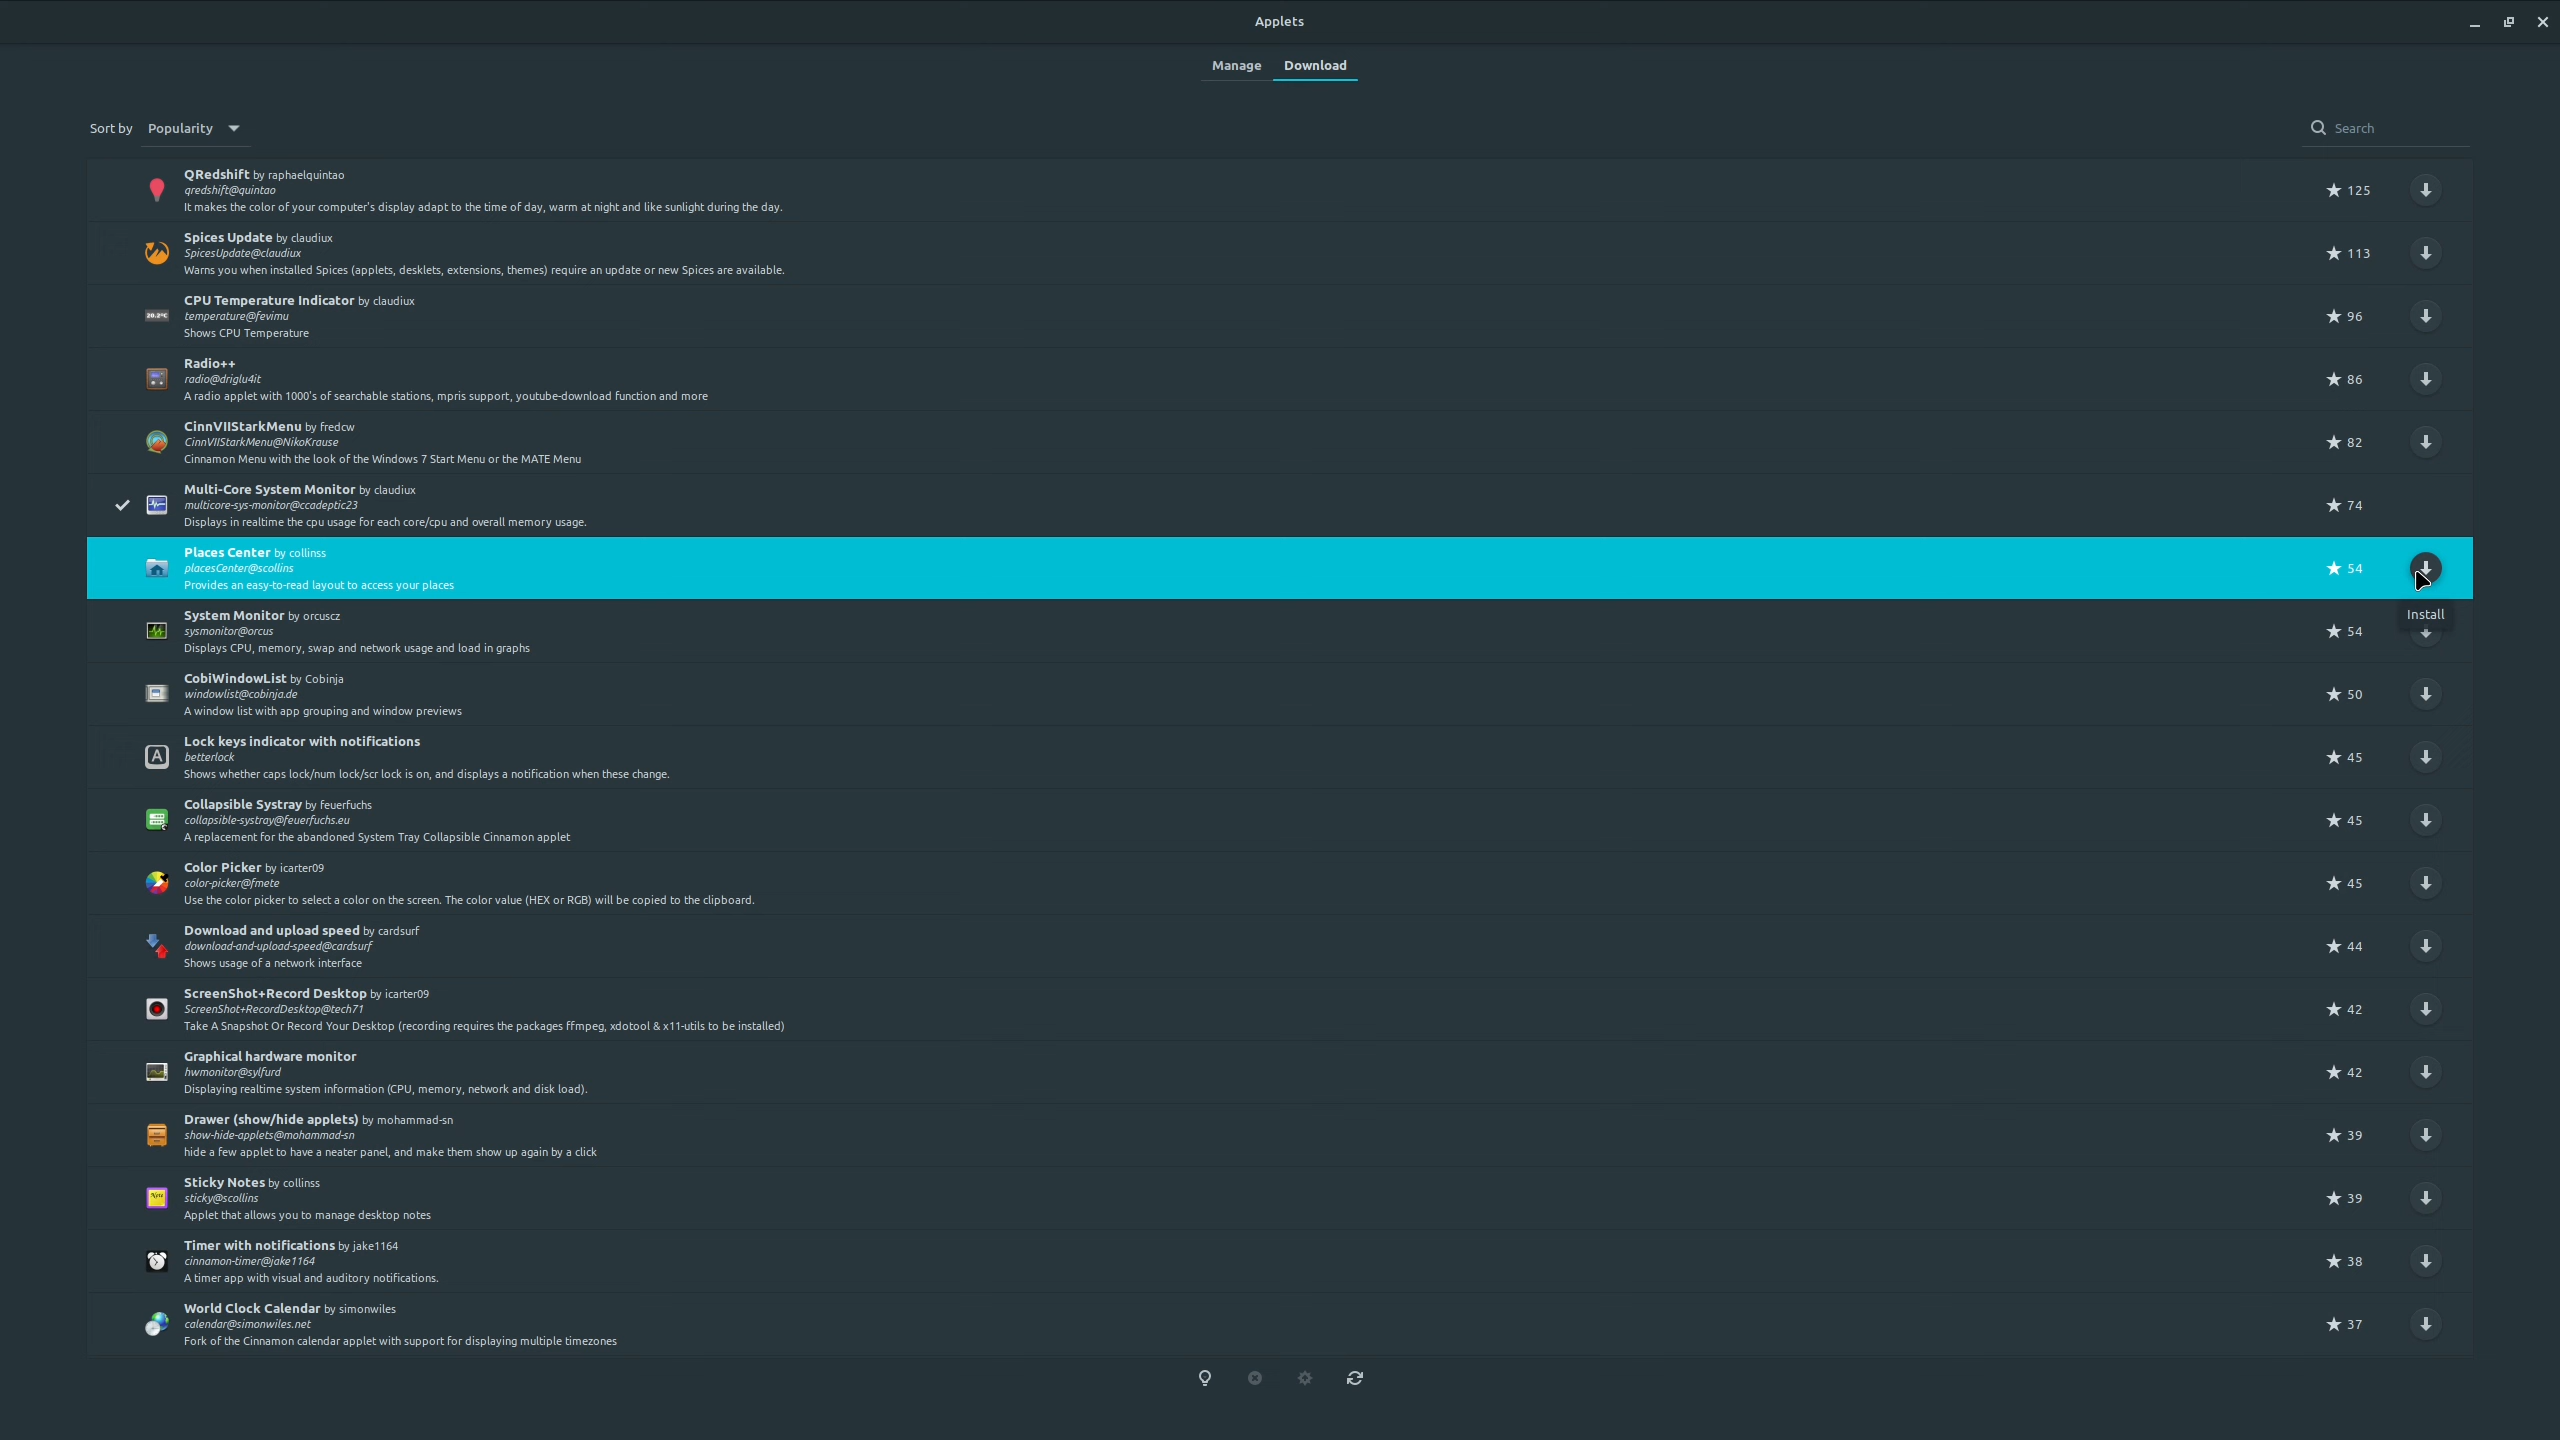 Applets
Manage Download
Sort by Popularity
Search
QRedshift by raphaelquintao
qredshift@quintao
It makes the color of your computer's display adapt to the time of day, warm at night and like sunlight during the day.
125
Spices Update by claudiux
SpicesUpdate@claudiux
Warns you when installed Spices (applets, desklets, extensions, themes) require an update or new Spices are available.
113
CPU Temperature Indicator by claudiux
temperature@fevimu
Shows CPU Temperature
96
Radio++
radio@driglu4it
A radio applet with 1000's of searchable stations, mpris support, youtube-download function and more
86
CinnVIIStarkMenu by fredcw
CinnVIIStarkMenu@NikoKrause
Cinnamon Menu with the look of the Windows 7 Start Menu or the MATE Menu
82
Multi-Core System Monitor by claudiux
multicore-sys-monitor@ccadeptic23
Displays in realtime the cpu usage for each core/cpu and overall memory usage.
74
Places Center by collinss
placesCenter@scollins
Provides an easy-to-read layout to access your places
54
Install
System Monitor by orcuscz
sysmonitor@orcus
Displays CPU, memory, swap and network usage and load in graphs
54
CobiWindowList by Cobinja
windowlist@cobinja.de
A window list with app grouping and window previews
50
Lock keys indicator with notifications
betterlock
Shows whether caps lock/num lock/scr lock is on, and displays a notification when these change.
45
Collapsible Systray by feuerfuchs
collapsible-systray@feuerfuchs.eu
A replacement for the abandoned System Tray Collapsible Cinnamon applet
45
Color Picker by icarter09
color-picker@fmete
Use the color picker to select a color on the screen. The color value (HEX or RGB) will be copied to the clipboard.
45
Download and upload speed by cardsurf
download-and-upload-speed@cardsurf
Shows usage of a network interface
44
ScreenShot+Record Desktop by icarter09
ScreenShot+RecordDesktop@tech71
Take A Snapshot Or Record Your Desktop (recording requires the packages ffmpeg, xdotool & x11-utils to be installed)
42
Graphical hardware monitor
hwmonitor@sylfurd
Displaying realtime system information (CPU, memory, network and disk load).
42
Drawer (show/hide applets) by mohammad-sn
show-hide-applets@mohammad-sn
hide a few applet to have a neater panel, and make them show up again by a click
39
Sticky Notes by collinss
sticky@scollins
Applet that allows you to manage desktop notes
39
Timer with notifications by jake1164
cinnamon-timer@jake1164
A timer app with visual and auditory notifications.
38
World Clock Calendar by simonwiles
calendar@simonwiles.net
Fork of the Cinnamon calendar applet with support for displaying multiple timezones
37